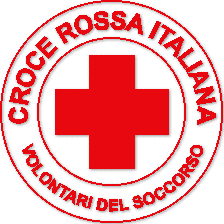 CROCE ROSSA ITALIANA
VOLONTARI DEL SOCCORSO